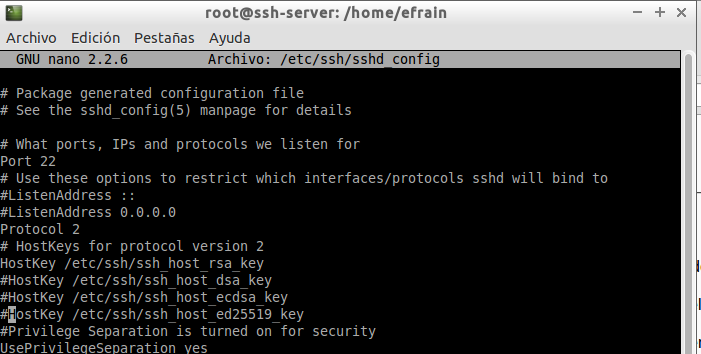 root@ssh-server: /home/efrain
Archivo Edición Pestañas Ayuda
GNU nano 2.2.6 Archivo: /etc/ssh/sshd_config
# Package generated configuration file
# See the sshd_config(5) manpage for details
# What ports, IPs and protocols we listen for
Port 22
# Use these options to restrict which interfaces/protocols sshd will bind to
#ListenAddress ::
#ListenAddress 0.0.0.0
Protocol 2
# HostKeys for protocol version 2
HostKey /etc/ssh/ssh_host_rsa_key
#HostKey /etc/ssh/ssh_host_dsa_key
#HostKey /etc/ssh/ssh_host_ecdsa_key
#HostKey /etc/ssh/ssh_host_ed25519_key
#Privilege Separation is turned on for security
UsePrivilegeSeparation yes